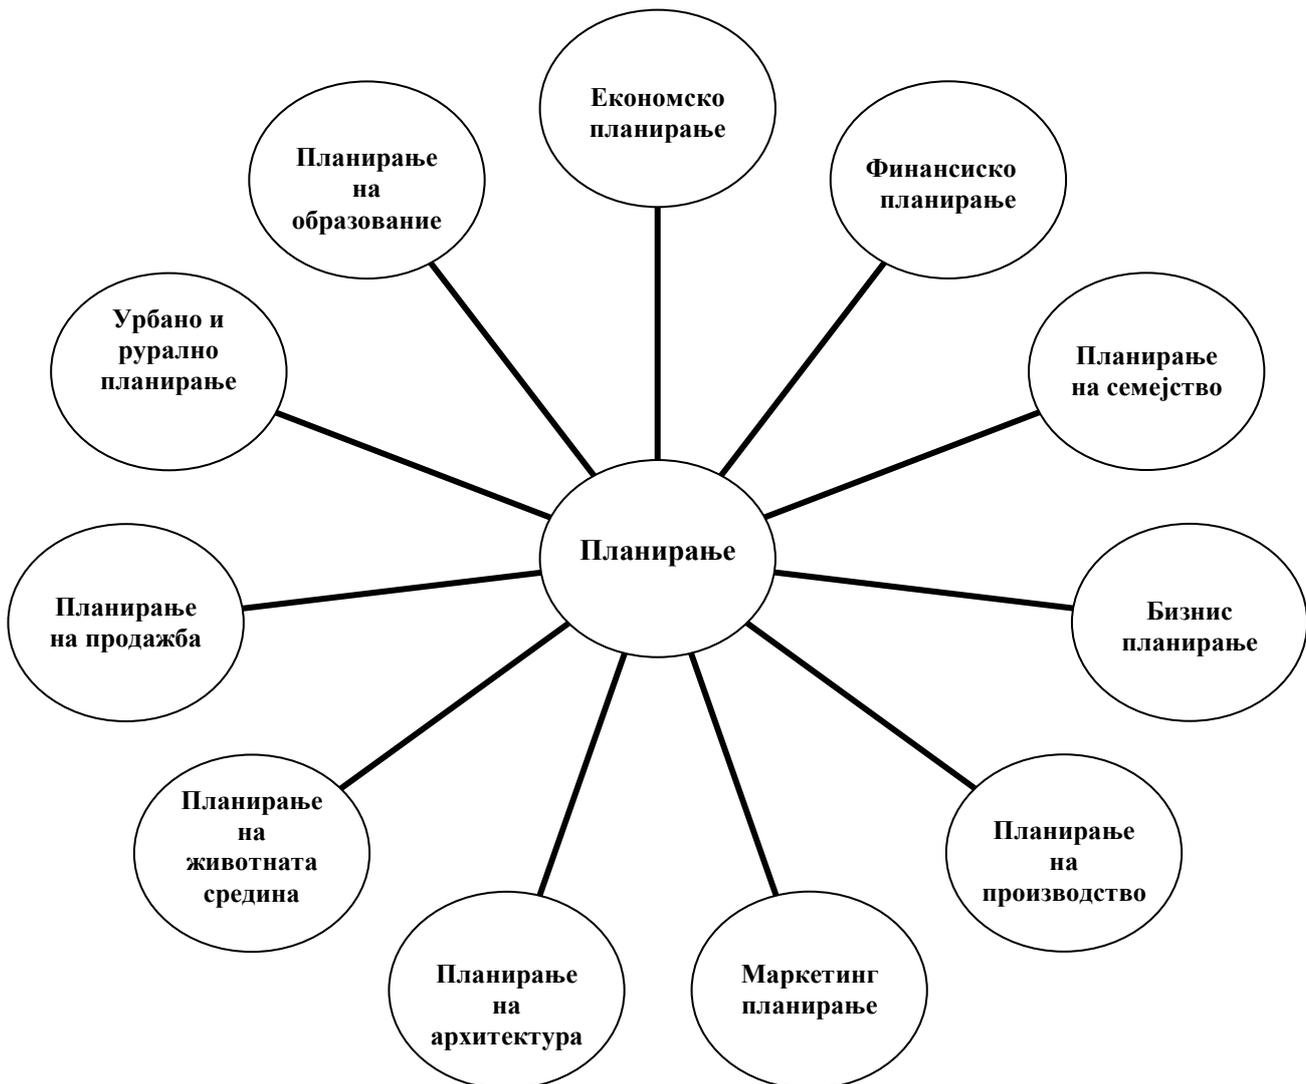 Економско
планирање
Финансиско
планирање
Планирање
на семејство
Бизнис
планирање
Планирање
на
производство
Маркетинг
планирање
Планирање
на
архитектура
Планирање
на
животната
средина
Планирање
на продажба
Урбано и
рурално
планирање
Планирање
на
образование
Планирање